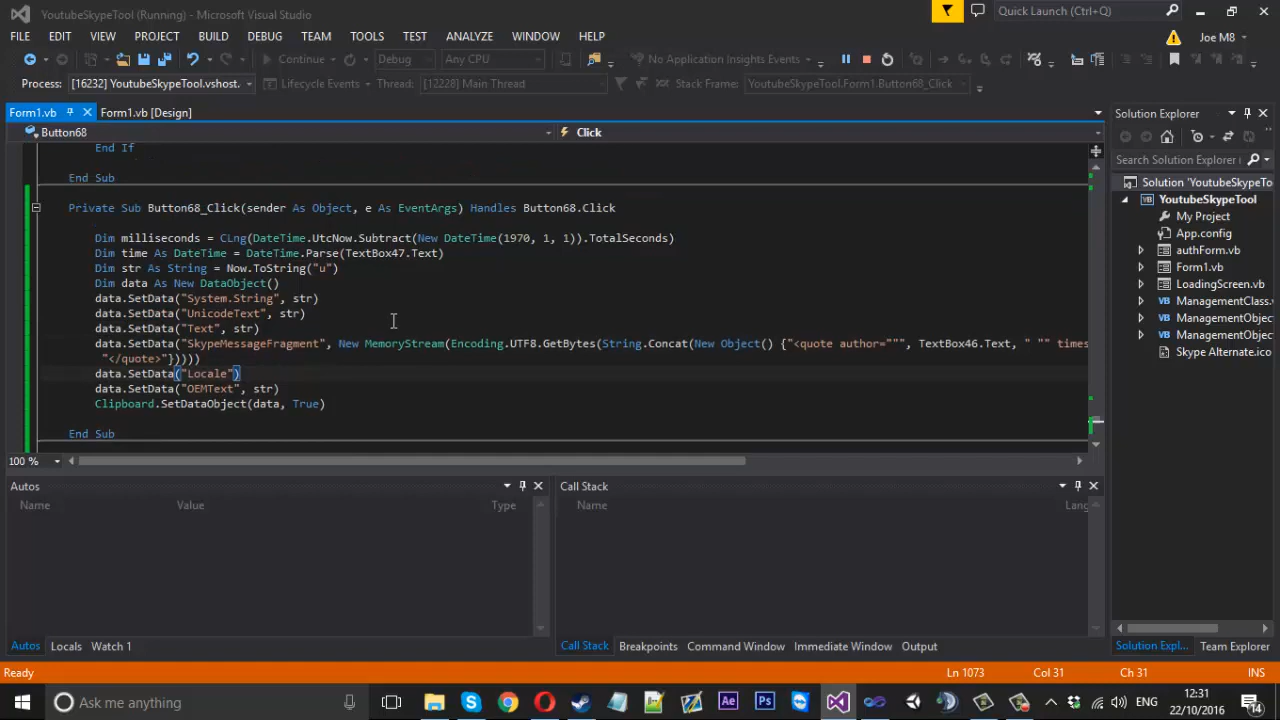 YoutubeSkypeTool (Running) - Microsoft Visual Studio
Quick Launch (Ctrl+Q)
FILE EDIT VIEW PROJECT BUILD DEBUG TEAM TOOLS TEST ANALYZE WINDOW HELP
Joe M8
Continue Debug Any CPU No Application Insights Events
Process: [16232] YoutubeSkypeTool.vshost. Lifecycle Events Thread: [12228] Main Thread Stack Frame: YoutubeSkypeTool.Form1.Button68_Click
Form1.vb Form1.vb [Design]
Button68 Click
End If
End Sub
Private Sub Button68_Click(sender As Object, e As EventArgs) Handles Button68.Click
Dim milliseconds = CLng(DateTime.UtcNow.Subtract(New DateTime(1970, 1, 1)).TotalSeconds)
Dim time As DateTime = DateTime.Parse(TextBox47.Text)
Dim str As String = Now.ToString("u")
Dim data As New DataObject()
data.SetData("System.String", str)
data.SetData("UnicodeText", str)
data.SetData("Text", str)
data.SetData("SkypeMessageFragment", New MemoryStream(Encoding.UTF8.GetBytes(String.Concat(New Object() {"<quote author=""", TextBox46.Text, " "" times
"</quote>"}))))
data.SetData("Locale")
data.SetData("OEMText", str)
Clipboard.SetDataObject(data, True)
End Sub
100 %
Solution Explorer
Search Solution Explorer
Solution 'YoutubeSkypeTo
YoutubeSkypeTool
My Project
App.config
authForm.vb
Form1.vb
LoadingScreen.vb
ManagementClass.
ManagementObjec
ManagementObjec
Skype Alternate.ico
Solution Expl... Team Explorer
Autos
Name Value Type
Autos Locals Watch 1
Call Stack
Name Lang
Call Stack Breakpoints Command Window Immediate Window Output
Ready Ln 1073 Col 31 Ch 31 INS
Ask me anything
Ae Ps
ENG
12:31
22/10/2016
14